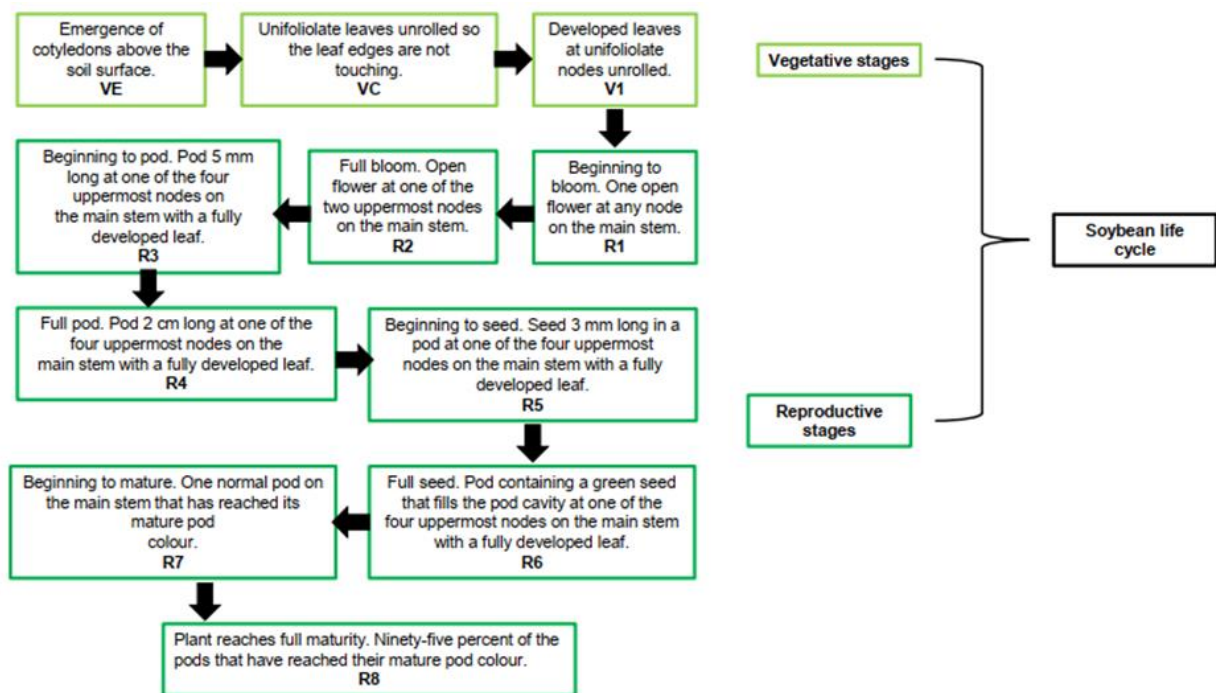 Emergence of
cotyledons above the
soil surface.
VE
Unifoliolate leaves unrolled so
the leaf edges are not
touching.
VC
Developed leaves
at unifoliolate
nodes unrolled.
V1
Vegetative stages
Beginning to pod. Pod 5 mm
long at one of the four
uppermost nodes on
the main stem with a fully
developed leaf.
R3
Full bloom. Open
flower at one of the
two uppermost nodes
on the main stem.
R2
Beginning to
bloom. One open
flower at any node
on the main stem.
R1
Soybean life
cycle
Full pod. Pod 2 cm long at one of the
four uppermost nodes on the
main stem with a fully developed leaf.
R4
Beginning to seed. Seed 3 mm long in a
pod at one of the four uppermost
nodes on the main stem with a fully
developed leaf.
R5
Reproductive
stages
Beginning to mature. One normal pod on
the main stem that has reached its
mature pod
colour.
R7
Full seed. Pod containing a green seed
that fills the pod cavity at one of the
four uppermost nodes on the main stem
with a fully developed leaf.
R6
Plant reaches full maturity. Ninety-five percent of the
pods that have reached their mature pod colour.
R8